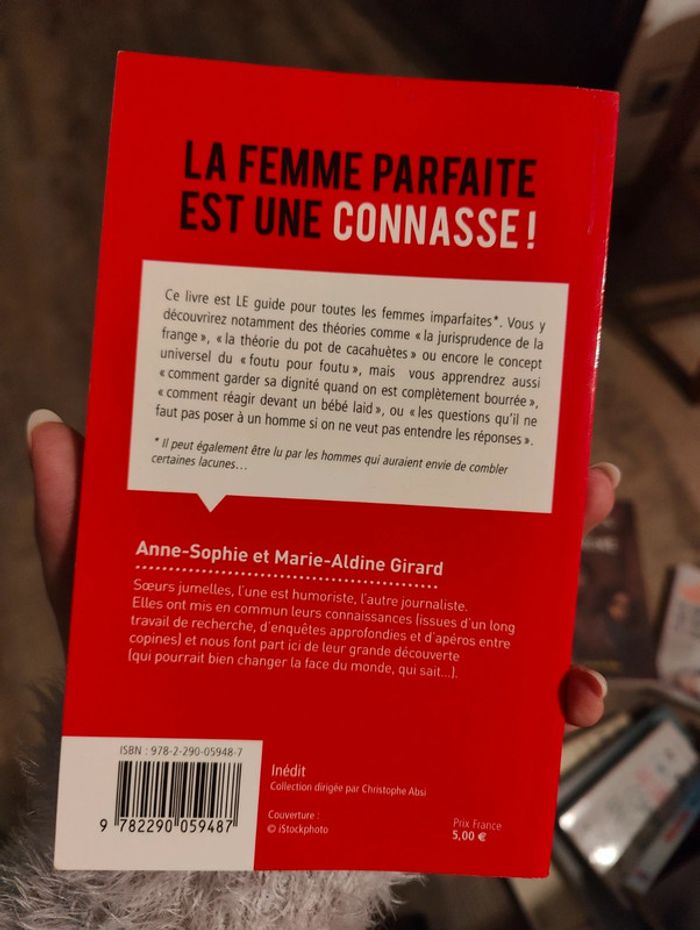 LA FEMME PARFAITE
EST UNE CONNASSE !
Ce livre est LE guide pour toutes les femmes imparfaites*. Vous y
découvrirez notamment des théories comme « la jurisprudence de la
frange », « la théorie du pot de cacahuètes » ou encore le concept
universel du « foutu pour foutu », mais vous apprendrez aussi
« comment garder sa dignité quand on est complètement bourrée »,
« comment réagir devant un bébé laid », ou « les questions qu'il ne
faut pas poser à un homme si on ne veut pas entendre les réponses ».
* Il peut également être lu par les hommes qui auraient envie de combler
certaines lacunes...
Anne-Sophie et Marie-Aldine Girard
Sœurs jumelles, l'une est humoriste, l'autre journaliste.
Elles ont mis en commun leurs connaissances (issues d'un long
travail de recherche, d'enquêtes approfondies et d'apéros entre
copines) et nous font part ici de leur grande découverte
(qui pourrait bien changer la face du monde, qui sait...).
ISBN : 978-2-290-05948-7
9 782290 059487
Inédit
Collection dirigée par Christophe Absi
Couverture :
© iStockphoto
Prix France
5,00 €